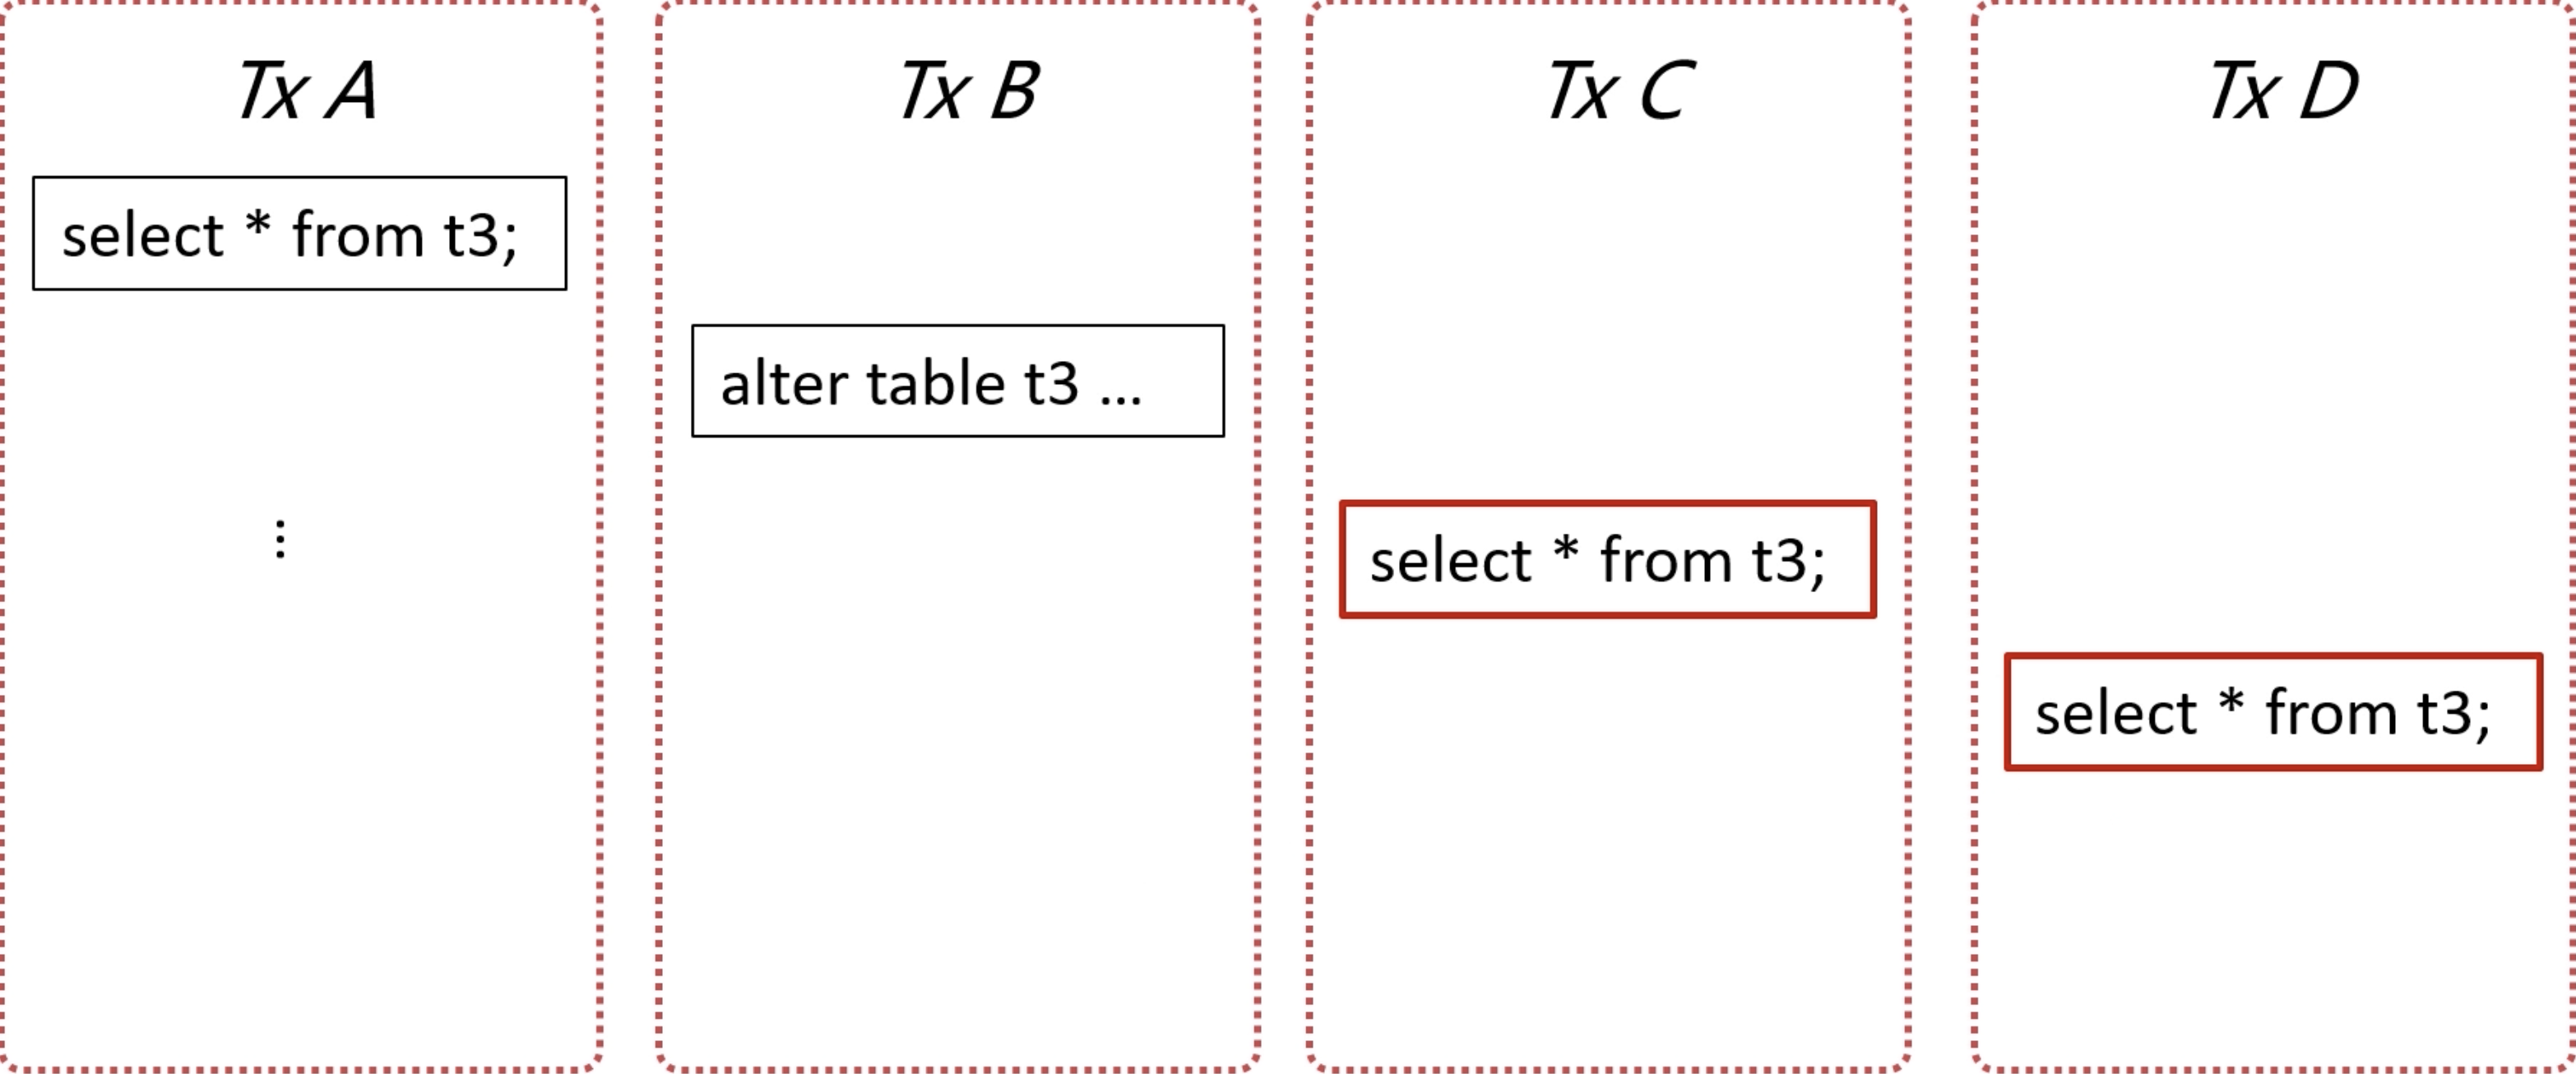 Tx A
Tx B
Tx C
Tx D
select * from t3;
alter table t3 ...
⋮
select * from t3;
select * from t3;